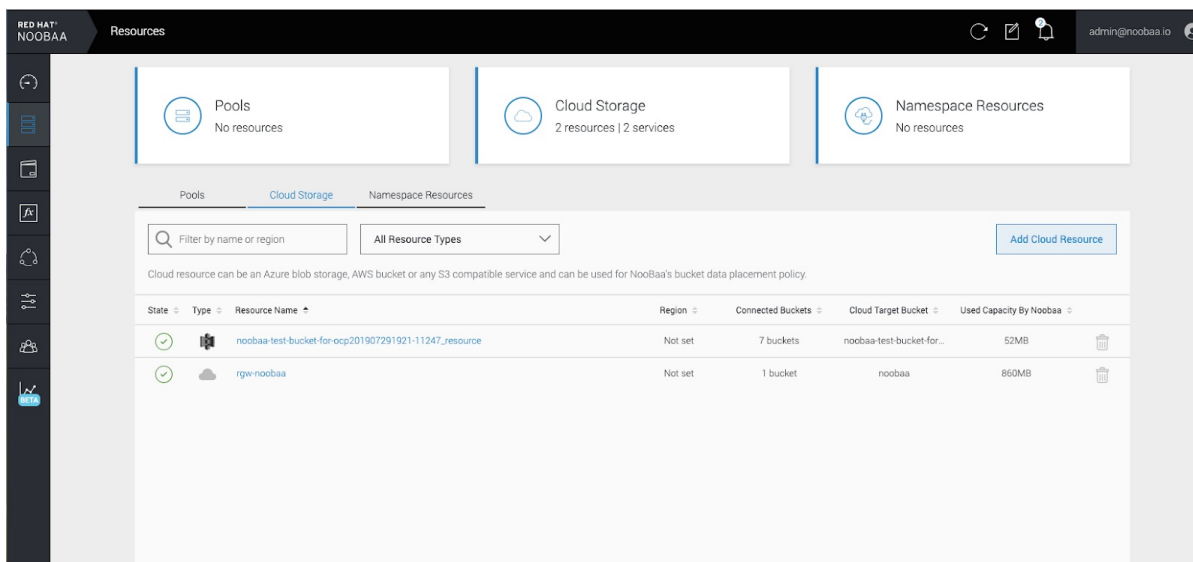 RED HAT®
NOOBAA
Resources
2
admin@noobaa.io
Pools
No resources
Cloud Storage
2 resources | 2 services
Namespace Resources
No resources
Pools Cloud Storage Namespace Resources
Filter by name or region All Resource Types Add Cloud Resource
Cloud resource can be an Azure blob storage, AWS bucket or any S3 compatible service and can be used for NooBaa's bucket data placement policy.
State Type Resource Name Region Connected Buckets Cloud Target Bucket Used Capacity By Noobaa
noobaa-test-bucket-for-ocp201907291921-11247_resource Not set 7 buckets noobaa-test-bucket-for... 52MB
rgw-noobaa Not set 1 bucket noobaa 860MB
fx
BETA